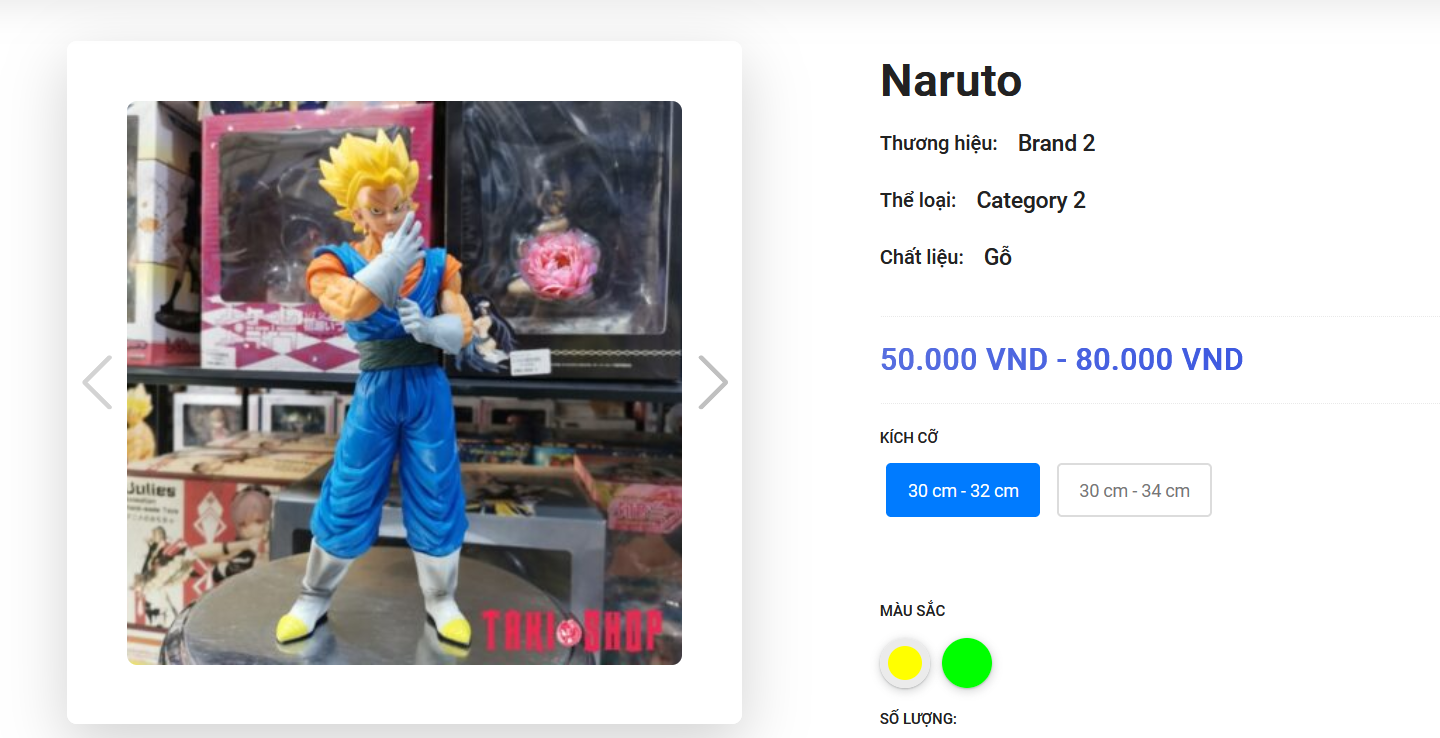 Naruto
Thương hiệu: Brand 2
Thể loại: Category 2
Chất liệu: Gỗ
50.000 VND - 80.000 VND
KÍCH CỠ
30 cm - 32 cm 30 cm - 34 cm
Julies
TAKI SHOP
MÀU SẮC
SỐ LƯỢNG: